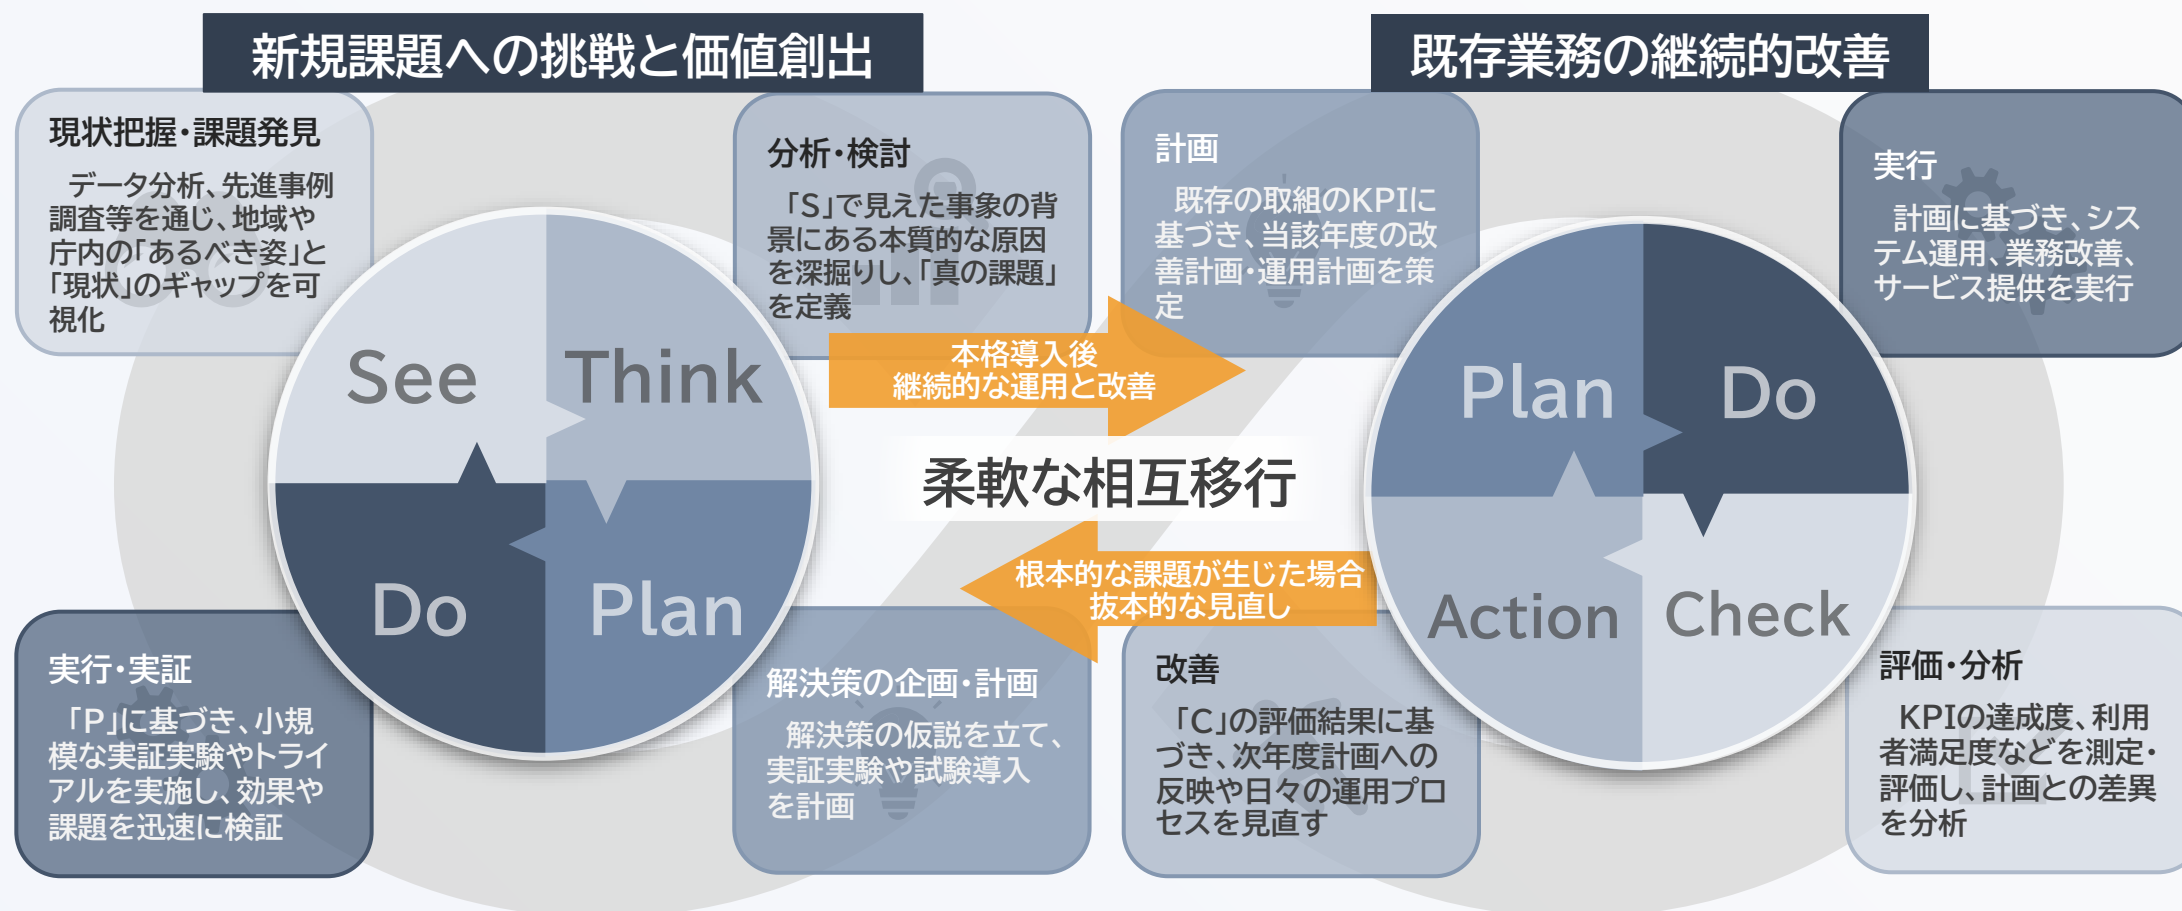 新規課題への挑戦と価値創出
現状把握・課題発見
データ分析、先進事例
調査等を通じ、地域や
庁内の「あるべき姿」と
「現状」のギャップを可
視化
分析・検討
「S」で見えた事象の背
景にある本質的な原因
を深掘りし、「真の課題」
を定義
See
Think
Do
Plan
実行・実証
「P」に基づき、小規
模な実証実験やトライ
アルを実施し、効果や
課題を迅速に検証
解決策の企画・計画
解決策の仮説を立て、
実証実験や試験導入
を計画
本格導入後
継続的な運用と改善
柔軟な相互移行
根本的な課題が生じた場合
抜本的な見直し
既存業務の継続的改善
計画
既存の取組のKPIに
基づき、当該年度の改
善計画・運用計画を策
定
実行
計画に基づき、シス
テム運用、業務改善、
サービス提供を実行
Plan
Do
Action
Check
改善
「C」の評価結果に基
づき、次年度計画への
反映や日々の運用プロ
セスを見直す
評価・分析
KPIの達成度、利用
者満足度などを測定・
評価し、計画との差異
を分析